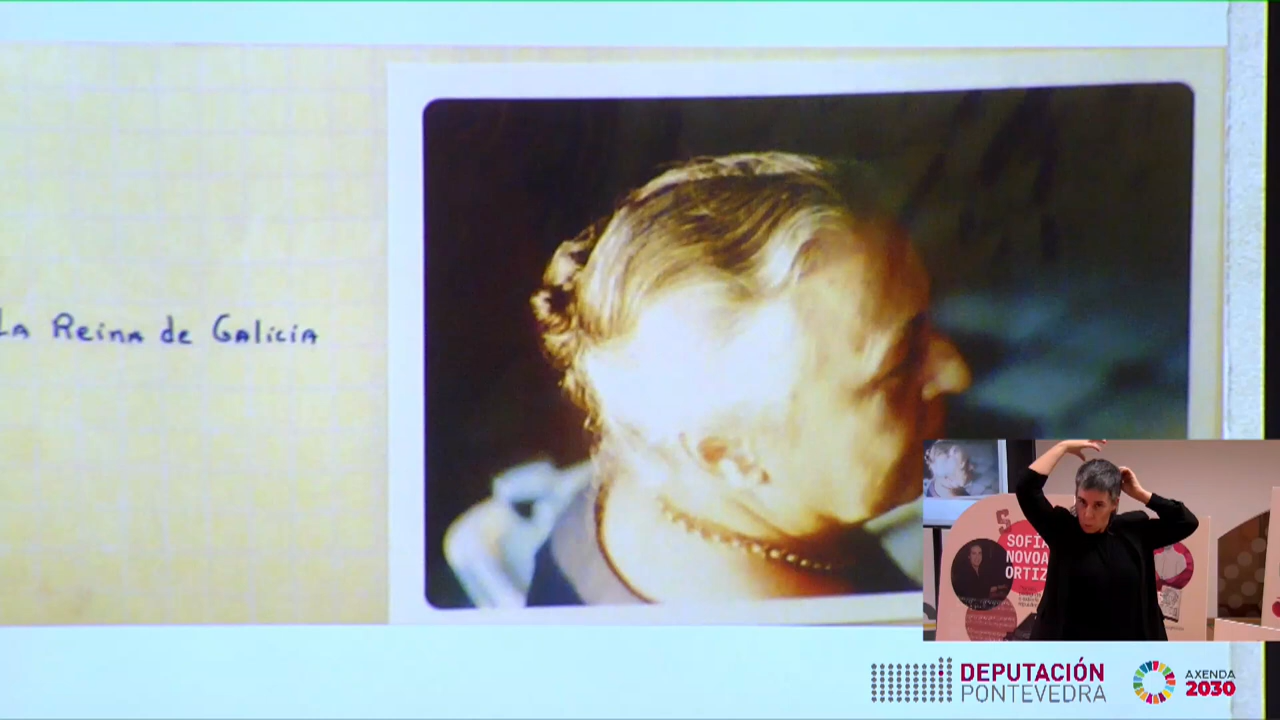 La Reina de Galicia
SOFÍA
NOVOA
ORTIZ
DEPUTACIÓN
PONTEVEDRA
AXENDA
2030